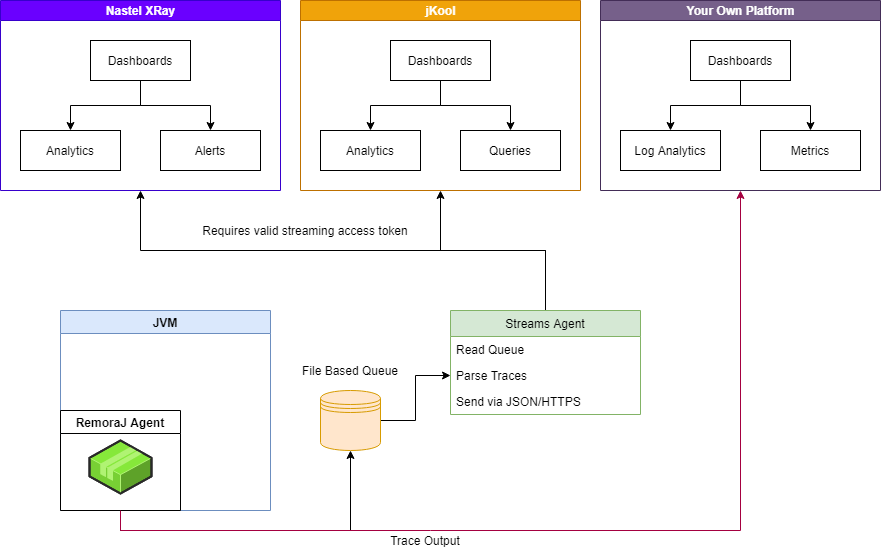 Nastel XRay
jKool
Your Own Platform
Dashboards
Dashboards
Dashboards
Analytics
Alerts
Analytics
Queries
Log Analytics
Metrics
Requires valid streaming access token
JVM
Streams Agent
Read Queue
File Based Queue
Parse Traces
Send via JSON/HTTPS
RemoraJ Agent
Trace Output